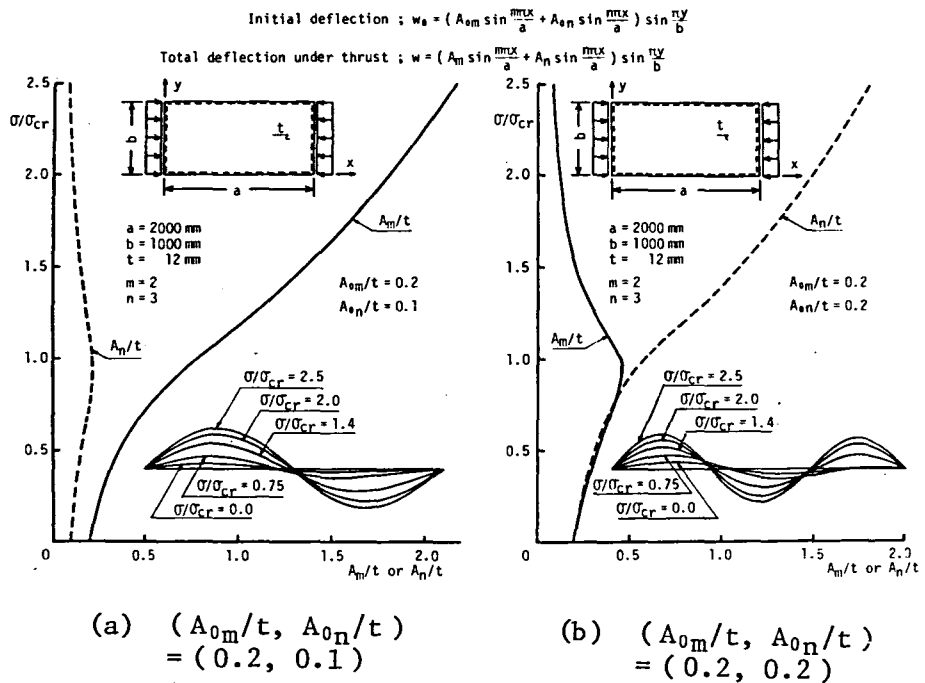 Initial deflection ; w₀ = ( A₀m sin mπx/a + A₀n sin nπx/a ) sin πy/b
Total deflection under thrust ; w = ( Am sin mπx/a + An sin nπx/a ) sin πy/b
2.5
σ/σcr
2.0
1.5
1.0
0.5
0
0.5
1.0
1.5
2.0
Am/t or An/t
y
b
t
x
a
a = 2000 mm
b = 1000 mm
t = 12 mm
m = 2
n = 3
Am/t
A₀m/t = 0.2
A₀n/t = 0.1
An/t
σ/σcr = 2.5
σ/σcr = 2.0
σ/σcr = 1.4
σ/σcr = 0.75
σ/σcr = 0.0
2.5
σ/σcr
2.0
1.5
1.0
0.5
0
0.5
1.0
1.5
2.0
Am/t or An/t
y
b
t
x
a
a = 2000 mm
b = 1000 mm
t = 12 mm
m = 2
n = 3
An/t
A₀m/t = 0.2
A₀n/t = 0.2
Am/t
σ/σcr = 2.5
σ/σcr = 2.0
σ/σcr = 1.4
σ/σcr = 0.75
σ/σcr = 0.0
(a) (A₀m/t, A₀n/t)
= (0.2, 0.1)
(b) (A₀m/t, A₀n/t)
= (0.2, 0.2)